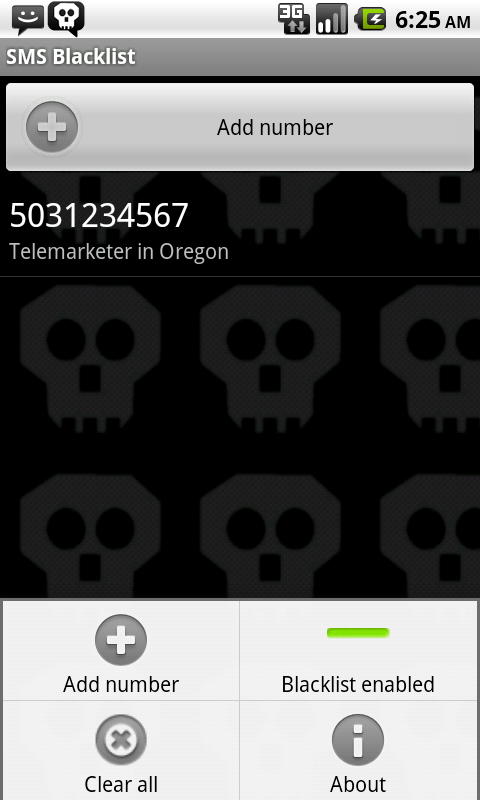 3G 6:25 AM
SMS Blacklist
Add number
5031234567
Telemarketer in Oregon
Add number
Blacklist enabled
Clear all
About